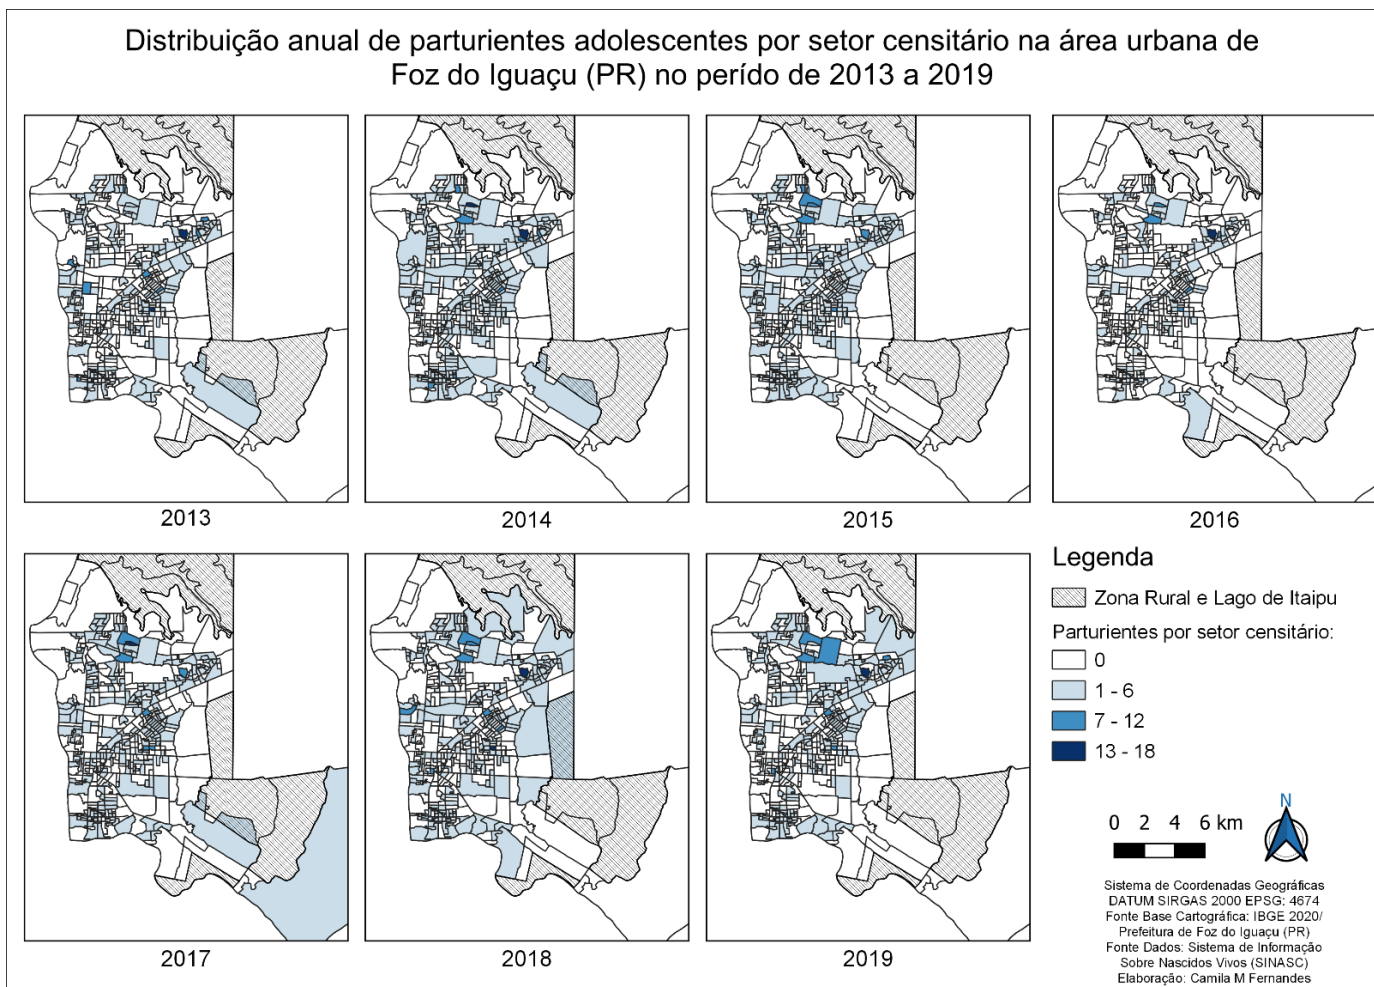 Distribuição anual de parturientes adolescentes por setor censitário na área urbana de
Foz do Iguaçu (PR) no perído de 2013 a 2019
2013
2014
2015
2016
2017
2018
2019
Legenda
Zona Rural e Lago de Itaipu
Parturientes por setor censitário:
0
1 - 6
7 - 12
13 - 18
N
0 2 4 6 km
Sistema de Coordenadas Geográficas
DATUM SIRGAS 2000 EPSG: 4674
Fonte Base Cartográfica: IBGE 2020/
Prefeitura de Foz do Iguaçu (PR)
Fonte Dados: Sistema de Informação
Sobre Nascidos Vivos (SINASC)
Elaboração: Camila M Fernandes